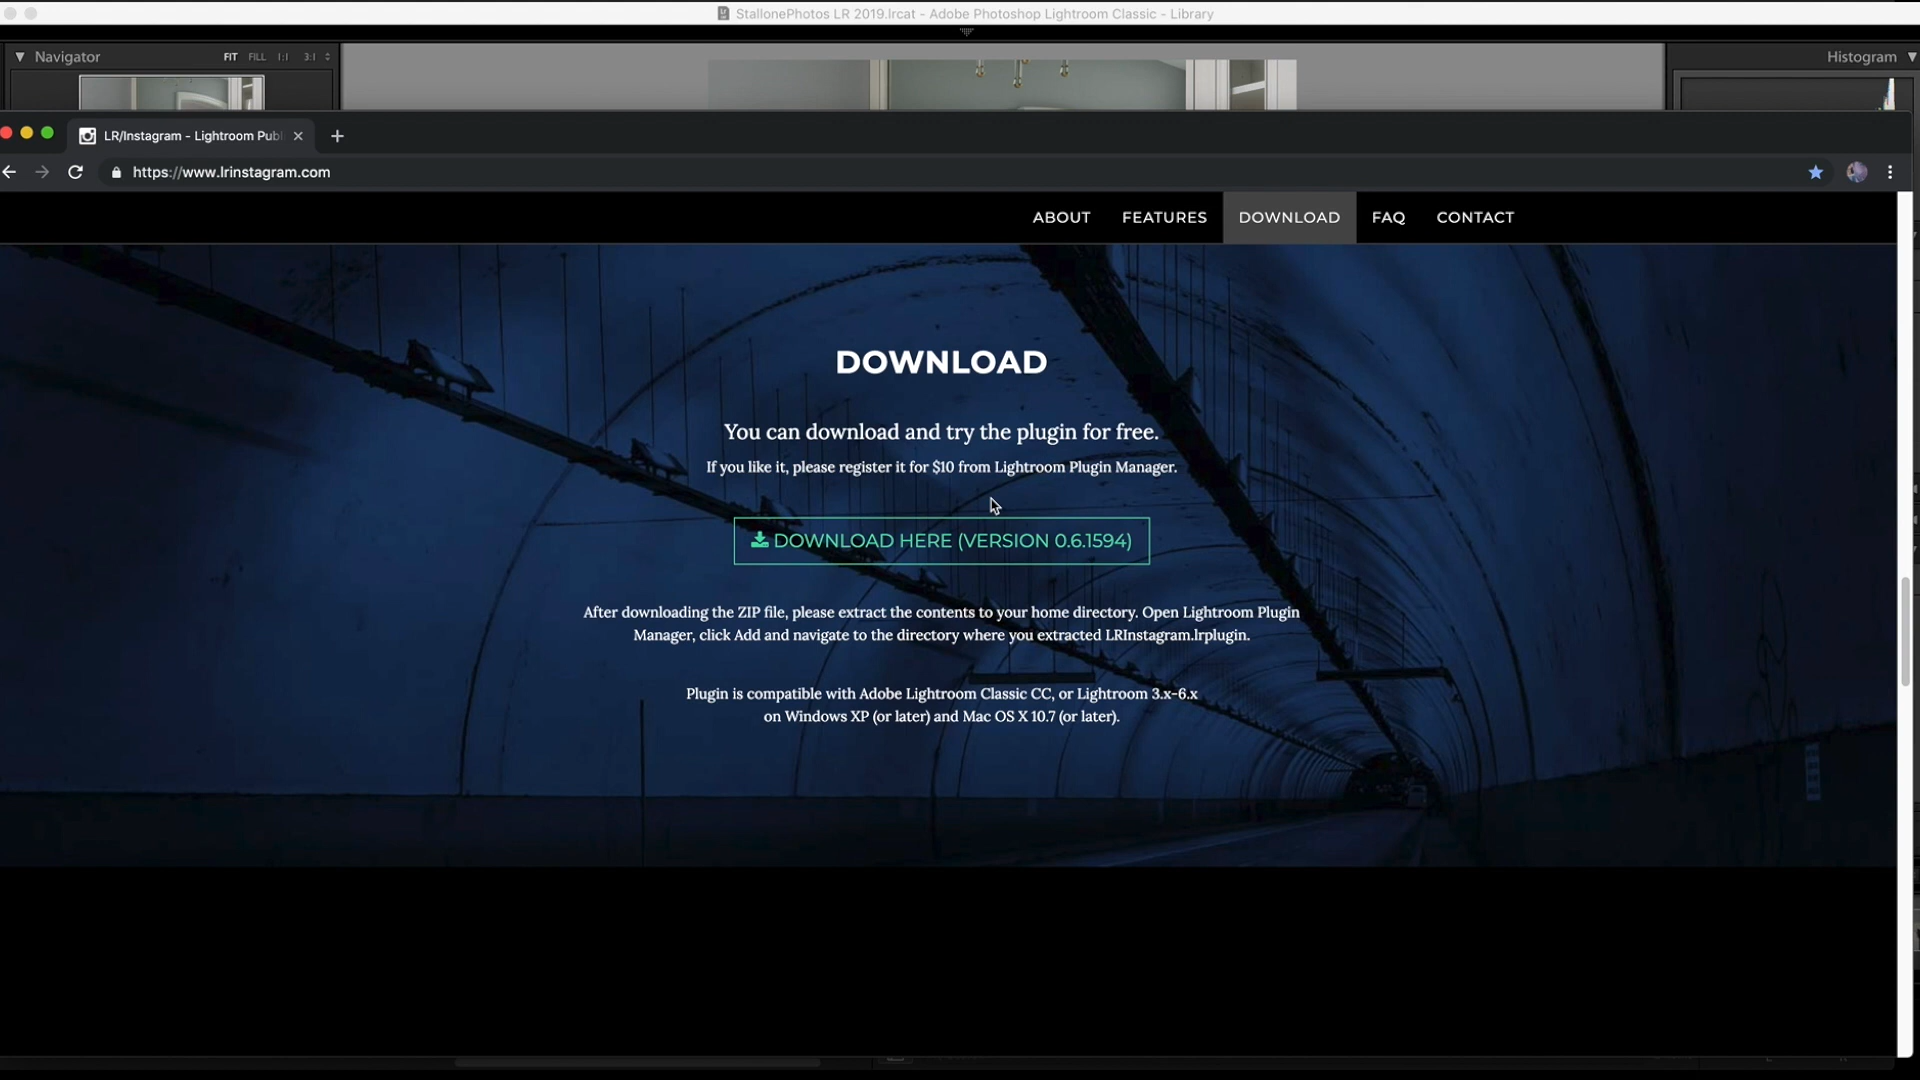 StallonePhotos LR 2019.lrcat - Adobe Photoshop Lightroom Classic - Library
Navigator FIT FILL 1:1 3:1
Histogram
LR/Instagram - Lightroom Publ
https://www.lrinstagram.com
ABOUT FEATURES DOWNLOAD FAQ CONTACT
DOWNLOAD
You can download and try the plugin for free.
If you like it, please register it for $10 from Lightroom Plugin Manager.
DOWNLOAD HERE (VERSION 0.6.1594)
After downloading the ZIP file, please extract the contents to your home directory. Open Lightroom Plugin
Manager, click Add and navigate to the directory where you extracted LRInstagram.lrplugin.
Plugin is compatible with Adobe Lightroom Classic CC, or Lightroom 3.x-6.x
on Windows XP (or later) and Mac OS X 10.7 (or later).